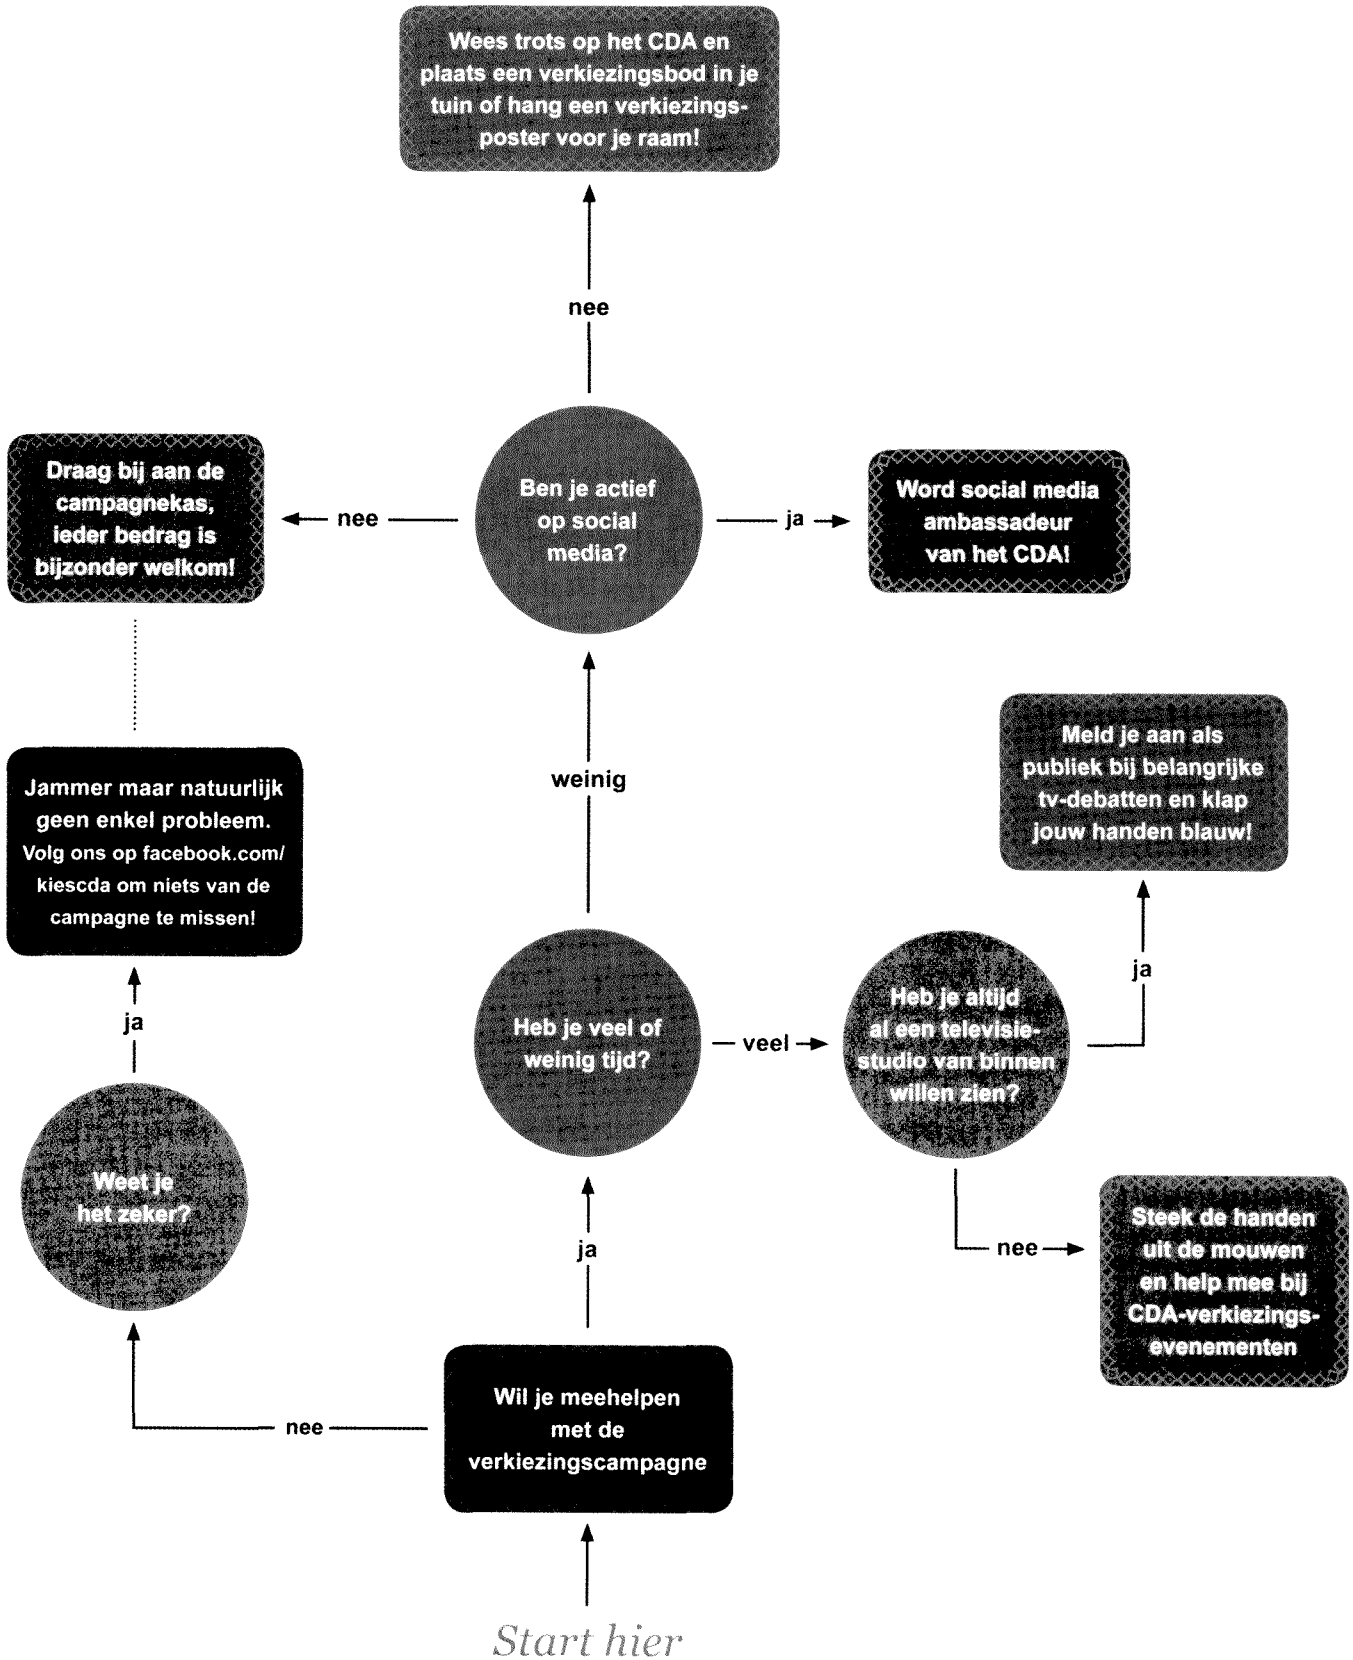 Wees trots op het CDA en
plaats een verkiezingsbod in je
tuin of hang een verkiezings-
poster voor je raam!
nee
Draag bij aan de
campagnekas,
ieder bedrag is
bijzonder welkom!
nee
Ben je actief
op social
media?
ja
Word social media
ambassadeur
van het CDA!
weinig
Meld je aan als
publiek bij belangrijke
tv-debatten en klap
jouw handen blauw!
Jammer maar natuurlijk
geen enkel probleem.
Volg ons op facebook.com/
kiescda om niets van de
campagne te missen!
ja
ja
Heb je veel of
weinig tijd?
veel
Heb je altijd
al een televisie-
studio van binnen
willen zien?
Weet je
het zeker?
ja
nee
Steek de handen
uit de mouwen
en help mee bij
CDA-verkiezings-
evenementen
nee
Wil je meehelpen
met de
verkiezingscampagne
Start hier